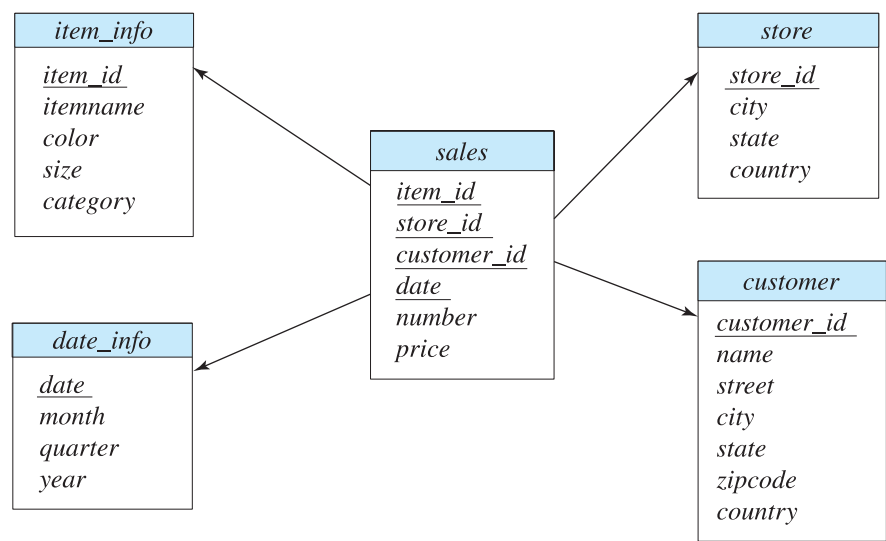 item_info
item_id
itemname
color
size
category
store
store_id
city
state
country
sales
item_id
store_id
customer_id
date
number
price
date_info
date
month
quarter
year
customer
customer_id
name
street
city
state
zipcode
country